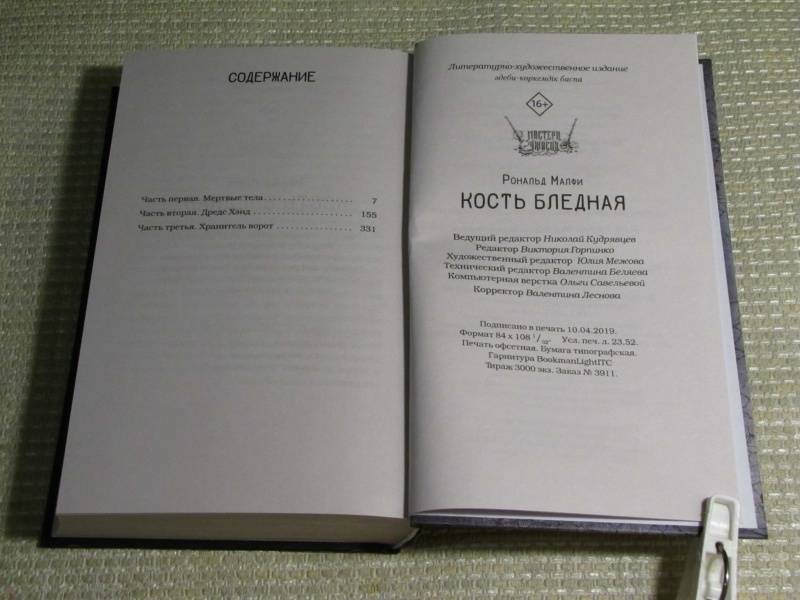 СОДЕРЖАНИЕ
Часть первая. Мертвые тела . . . . . . . . . . . . . . . . . . . 7
Часть вторая. Дредс Хэнд . . . . . . . . . . . . . . . . . . . . 155
Часть третья. Хранитель ворот . . . . . . . . . . . . . . . . 331
Литературно-художественное издание
әдеби-көркемдік баспа
16+
МАСТЕРА
УЖАСОВ
Рональд Малфи
КОСТЬ БЛЕДНАЯ
Ведущий редактор Николай Кудрявцев
Редактор Виктория Горпинко
Художественный редактор Юлия Межова
Технический редактор Валентина Беляева
Компьютерная верстка Ольги Савельевой
Корректор Валентина Леснова
Подписано в печать 10.04.2019.
Формат 84 x 108 1/32. Усл. печ. л. 23.52.
Печать офсетная. Бумага типографская.
Гарнитура BookmanLightITC
Тираж 3000 экз. Заказ № 3911.